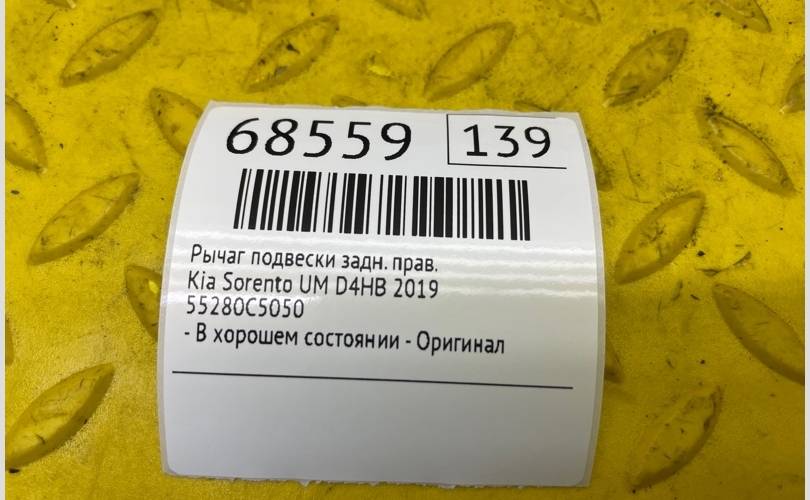 68559 139
Рычаг подвески задн. прав.
Kia Sorento UM D4HB 2019
55280C5050
- В хорошем состоянии - Оригинал